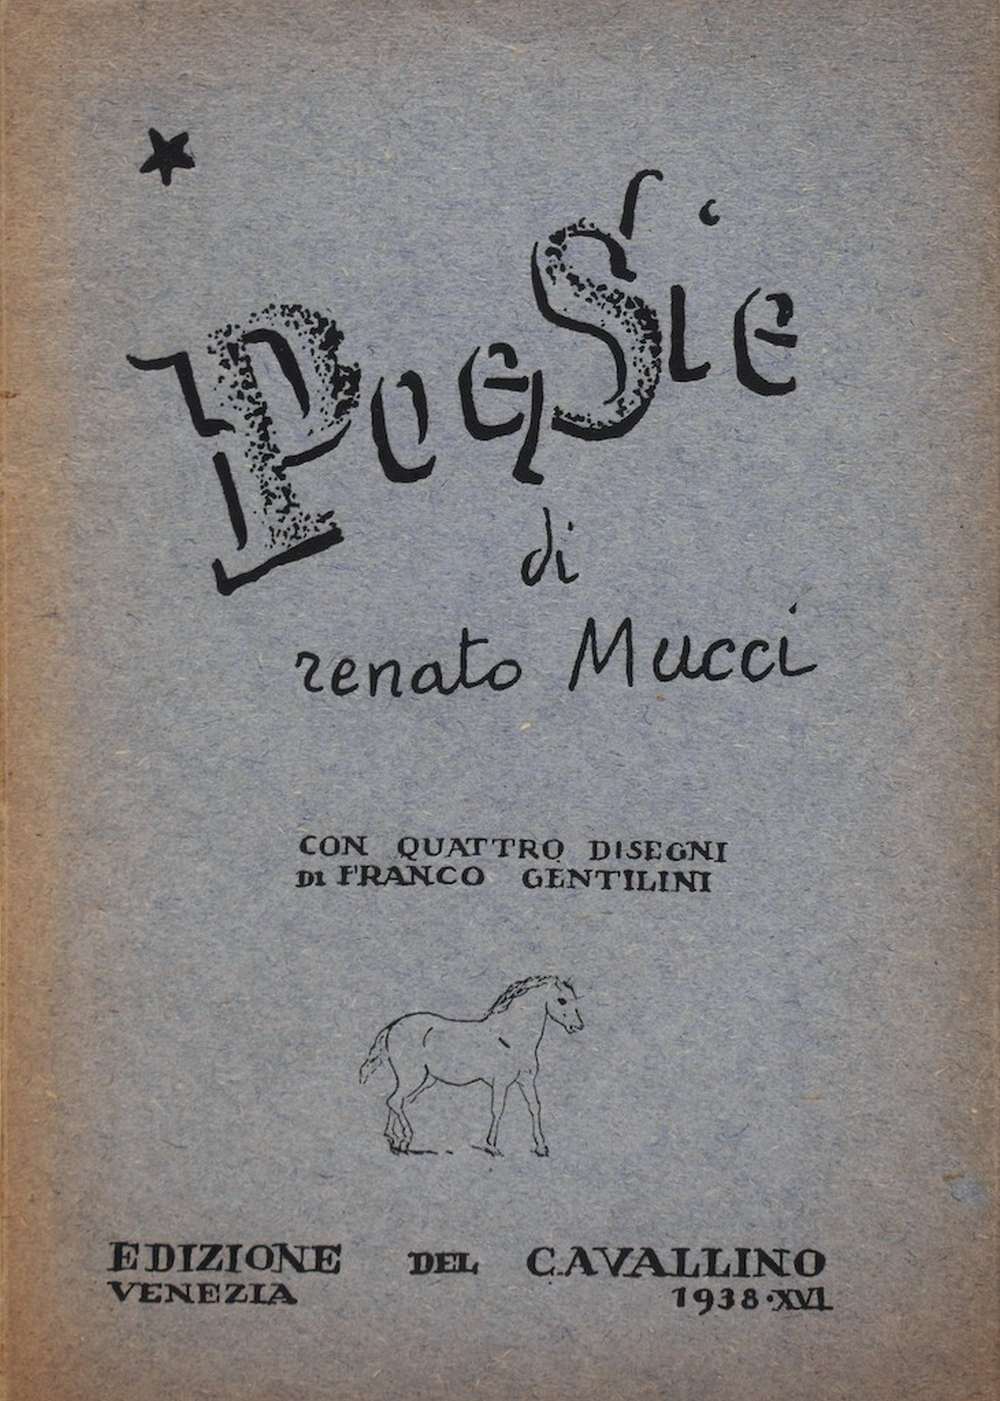 Poesie
di
renato Mucci
CON QUATTRO DISEGNI
DI FRANCO GENTILINI
EDIZIONE DEL CAVALLINO
VENEZIA 1938·XVI